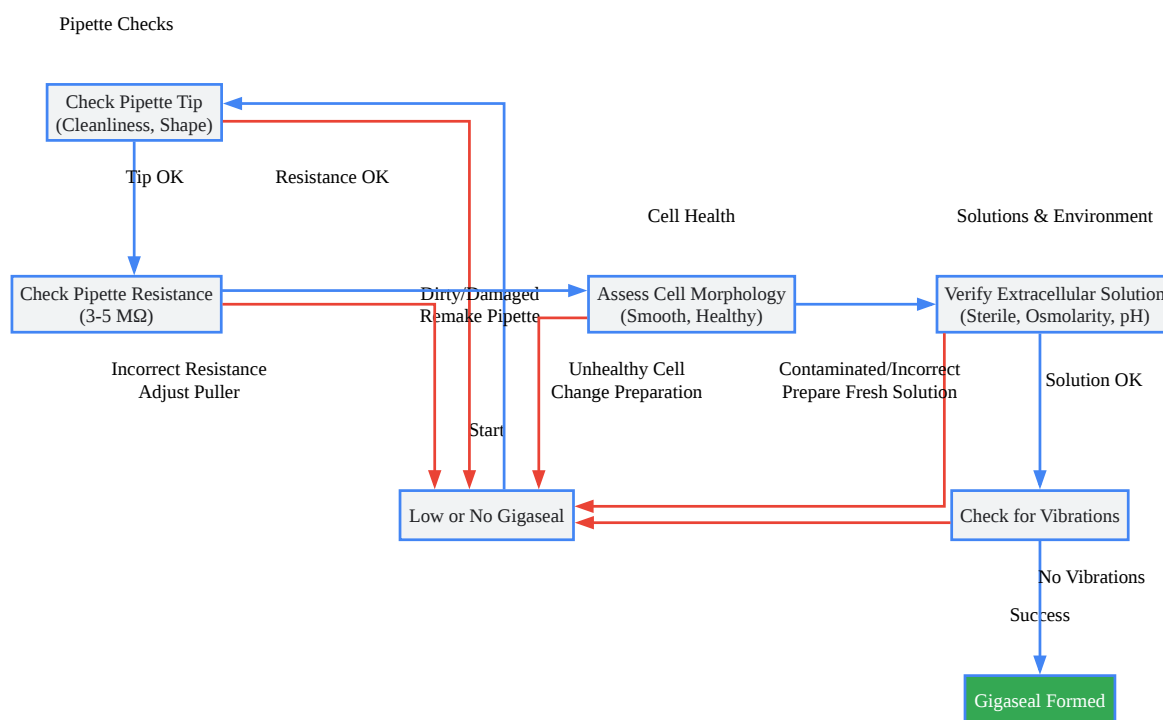 Pipette Checks
Check Pipette Tip
(Cleanliness, Shape)
Tip OK
Resistance OK
Cell Health
Solutions & Environment
Check Pipette Resistance
(3-5 MΩ)
Dirty/Damaged
Remake Pipette
Assess Cell Morphology
(Smooth, Healthy)
Verify Extracellular Solution
(Sterile, Osmolarity, pH)
Incorrect Resistance
Adjust Puller
Unhealthy Cell
Change Preparation
Contaminated/Incorrect
Prepare Fresh Solution
Solution OK
Start
Low or No Gigaseal
Check for Vibrations
No Vibrations
Success
Gigaseal Formed